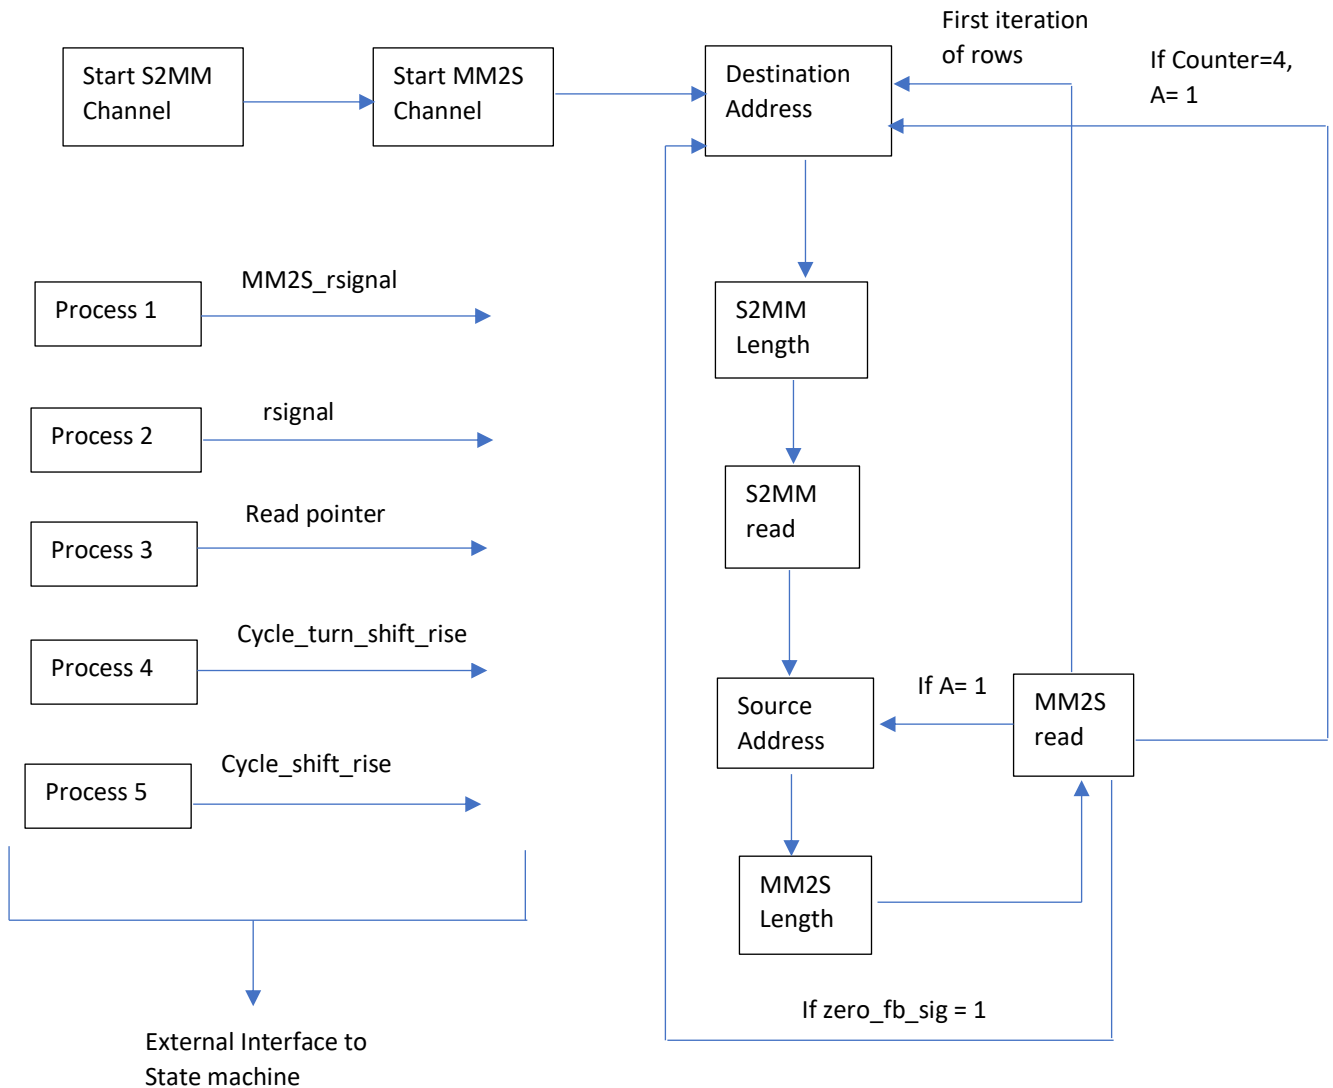 First iteration
of rows
If Counter=4,
A= 1
Start S2MM
Channel
Start MM2S
Channel
Destination
Address
MM2S_rsignal
Process 1
S2MM
Length
rsignal
Process 2
S2MM
read
Read pointer
Process 3
Cycle_turn_shift_rise
Process 4
Source
Address
If A= 1
MM2S
read
Cycle_shift_rise
Process 5
MM2S
Length
If zero_fb_sig = 1
External Interface to
State machine